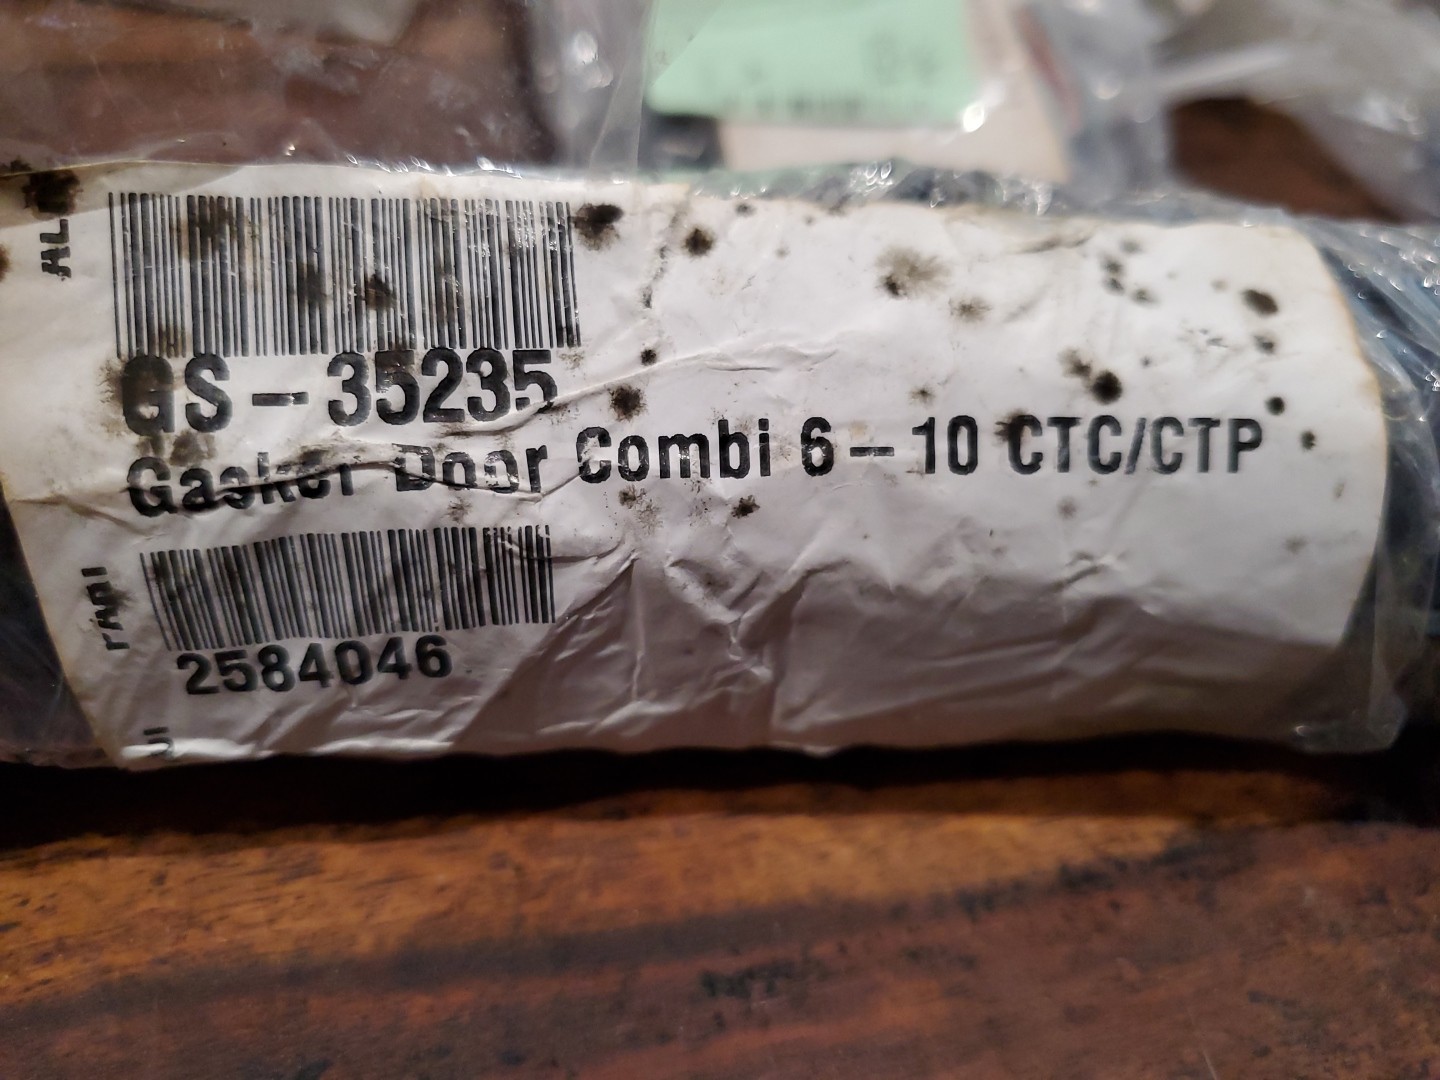 GS-35235
Gasket Door Combi 6-10 CTC/CTP
2584046